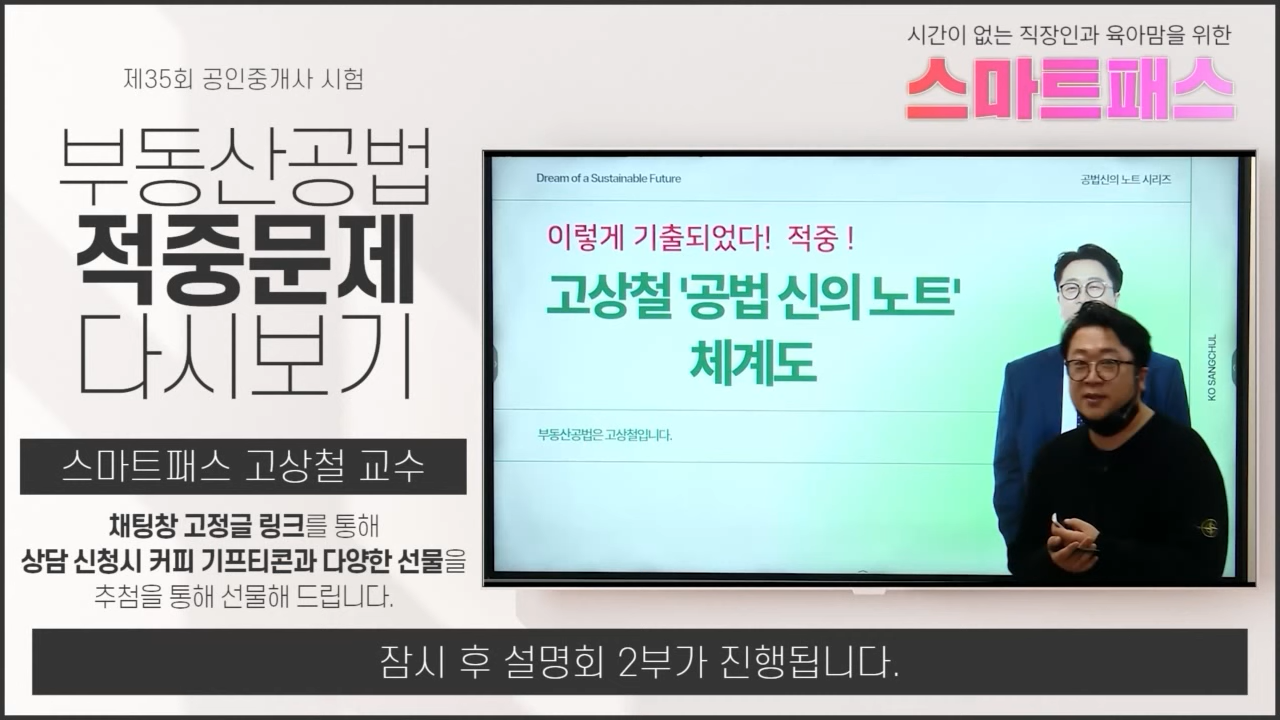 제35회 공인중개사 시험
부동산공법
적중문제
다시보기
스마트패스 고상철 교수
채팅창 고정글 링크를 통해
상담 신청시 커피 기프티콘과 다양한 선물을
추첨을 통해 선물해 드립니다.
시간이 없는 직장인과 육아맘을 위한
스마트패스
Dream of a Sustainable Future
공법신의 노트 시리즈
이렇게 기출되었다! 적중 !
고상철 '공법 신의 노트'
체계도
부동산공법은 고상철입니다.
KO SANGCHUL
잠시 후 설명회 2부가 진행됩니다.